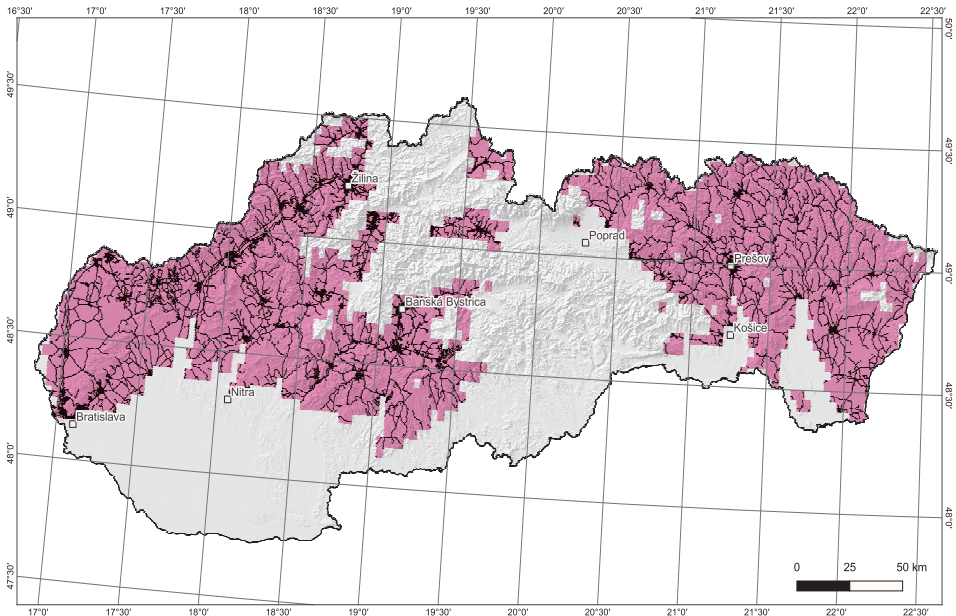 16°30' 17°0' 17°30' 18°0' 18°30' 19°0' 19°30' 20°0' 20°30' 21°0' 21°30' 22°0' 22°30'
50°0'
49°30'
49°30'
Žilina
49°0'
Poprad
Prešov
49°0'
Banská Bystrica
48°30'
Košice
Nitra
48°30'
Bratislava
48°0'
48°0'
0 25 50 km
47°30'
17°0' 17°30' 18°0' 18°30' 19°0' 19°30' 20°0' 20°30' 21°0' 21°30' 22°0' 22°30'